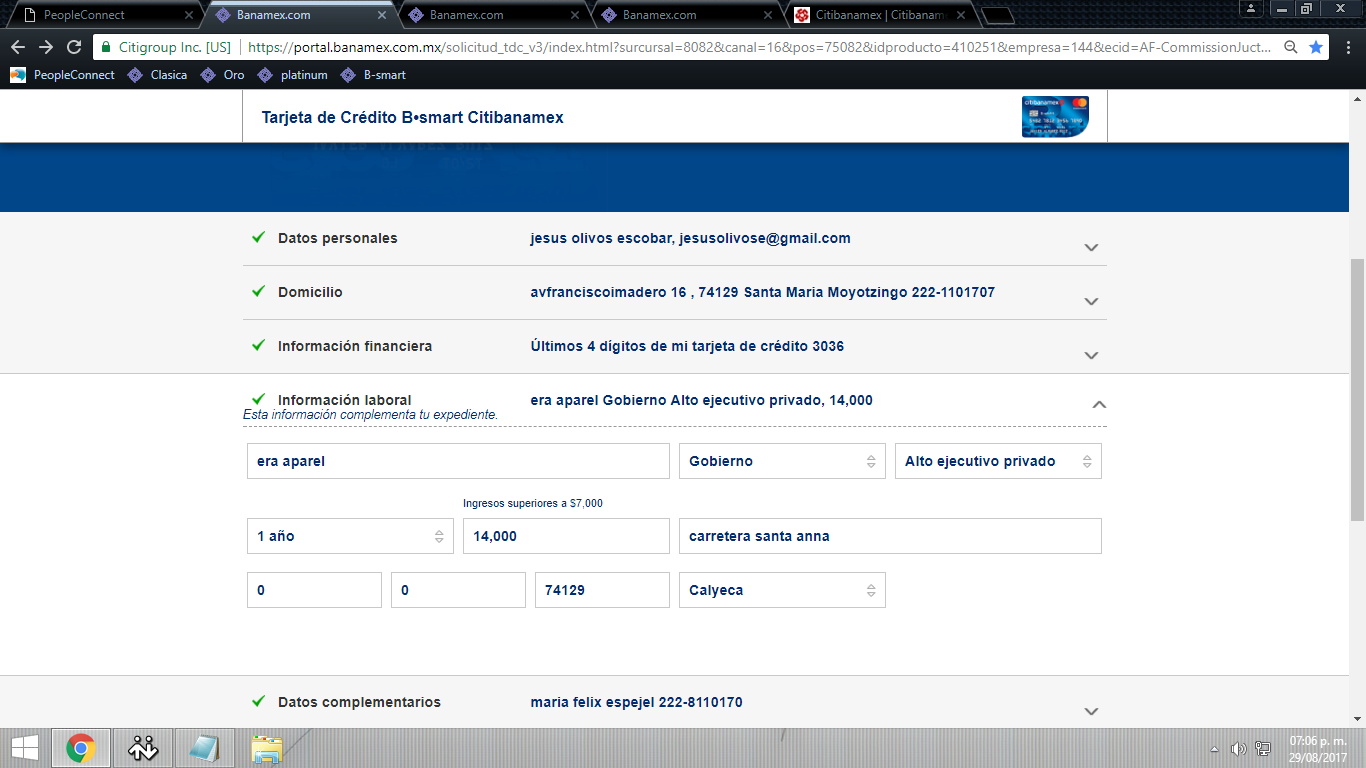 PeopleConnect
Banamex.com
Banamex.com
Banamex.com
Citibanamex | Citibanam
Citigroup Inc. [US] https://portal.banamex.com.mx/solicitud_tdc_v3/index.html?surcursal=8082&canal=16&pos=75082&idproducto=410251&empresa=144&ecid=AF-CommissionJuct...
PeopleConnect Clasica Oro platinum B-smart
Tarjeta de Crédito B•smart Citibanamex
citibanamex
Datos personales jesus olivos escobar, jesusolivose@gmail.com
Domicilio avfranciscoimadero 16 , 74129 Santa Maria Moyotzingo 222-1101707
Información financiera Últimos 4 dígitos de mi tarjeta de crédito 3036
Información laboral era aparel Gobierno Alto ejecutivo privado, 14,000
Esta información complementa tu expediente.
era aparel Gobierno Alto ejecutivo privado
Ingresos superiores a $7,000
1 año 14,000 carretera santa anna
0 0 74129 Calyeca
Datos complementarios maria felix espejel 222-8110170
07:06 p. m.
29/08/2017